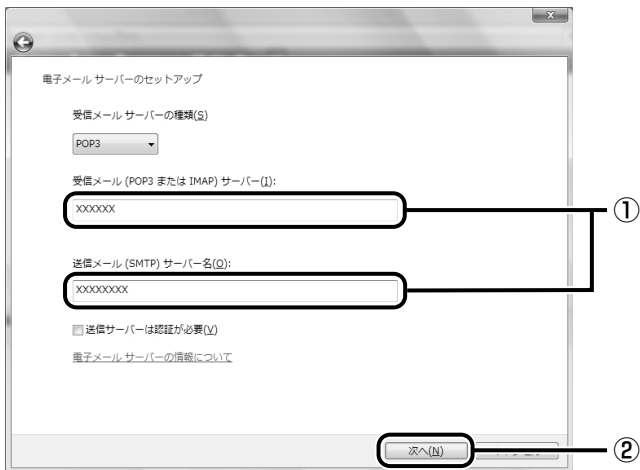 電子メール サーバーのセットアップ
受信メール サーバーの種類(S)
POP3
受信メール (POP3 または IMAP) サーバー(I):
XXXXXX
①
送信メール (SMTP) サーバー名(O):
XXXXXXXX
送信サーバーは認証が必要(V)
電子メール サーバーの情報について
次へ(N)
②